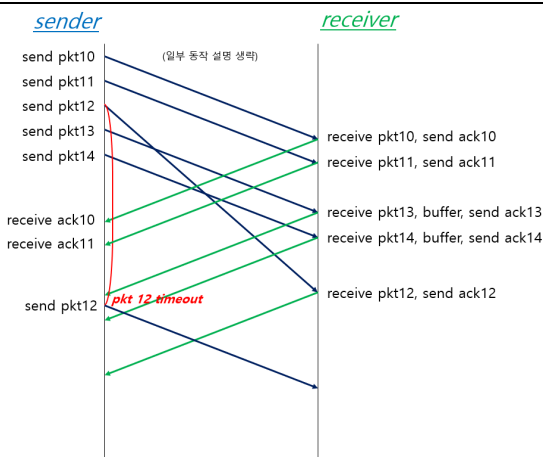 sender
receiver
send pkt10
(일부 동작 설명 생략)
send pkt11
send pkt12
send pkt13
send pkt14
receive pkt10, send ack10
receive pkt11, send ack11
receive ack10
receive pkt13, buffer, send ack13
receive ack11
receive pkt14, buffer, send ack14
send pkt12
pkt 12 timeout
receive pkt12, send ack12